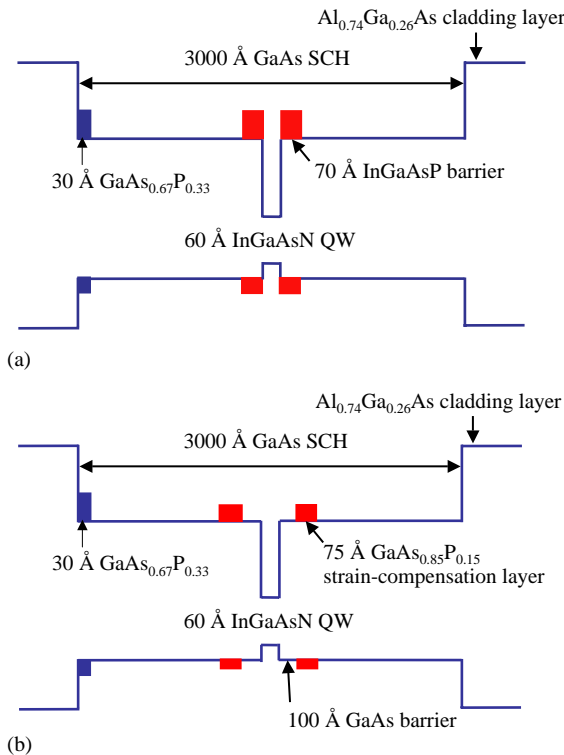 Al₀.₇₄Ga₀.₂₆As cladding layer
3000 Å GaAs SCH
30 Å GaAs₀.₆₇P₀.₃₃
70 Å InGaAsP barrier
60 Å InGaAsN QW
(a)
Al₀.₇₄Ga₀.₂₆As cladding layer
3000 Å GaAs SCH
30 Å GaAs₀.₆₇P₀.₃₃
75 Å GaAs₀.₈₅P₀.₁₅
strain-compensation layer
60 Å InGaAsN QW
100 Å GaAs barrier
(b)